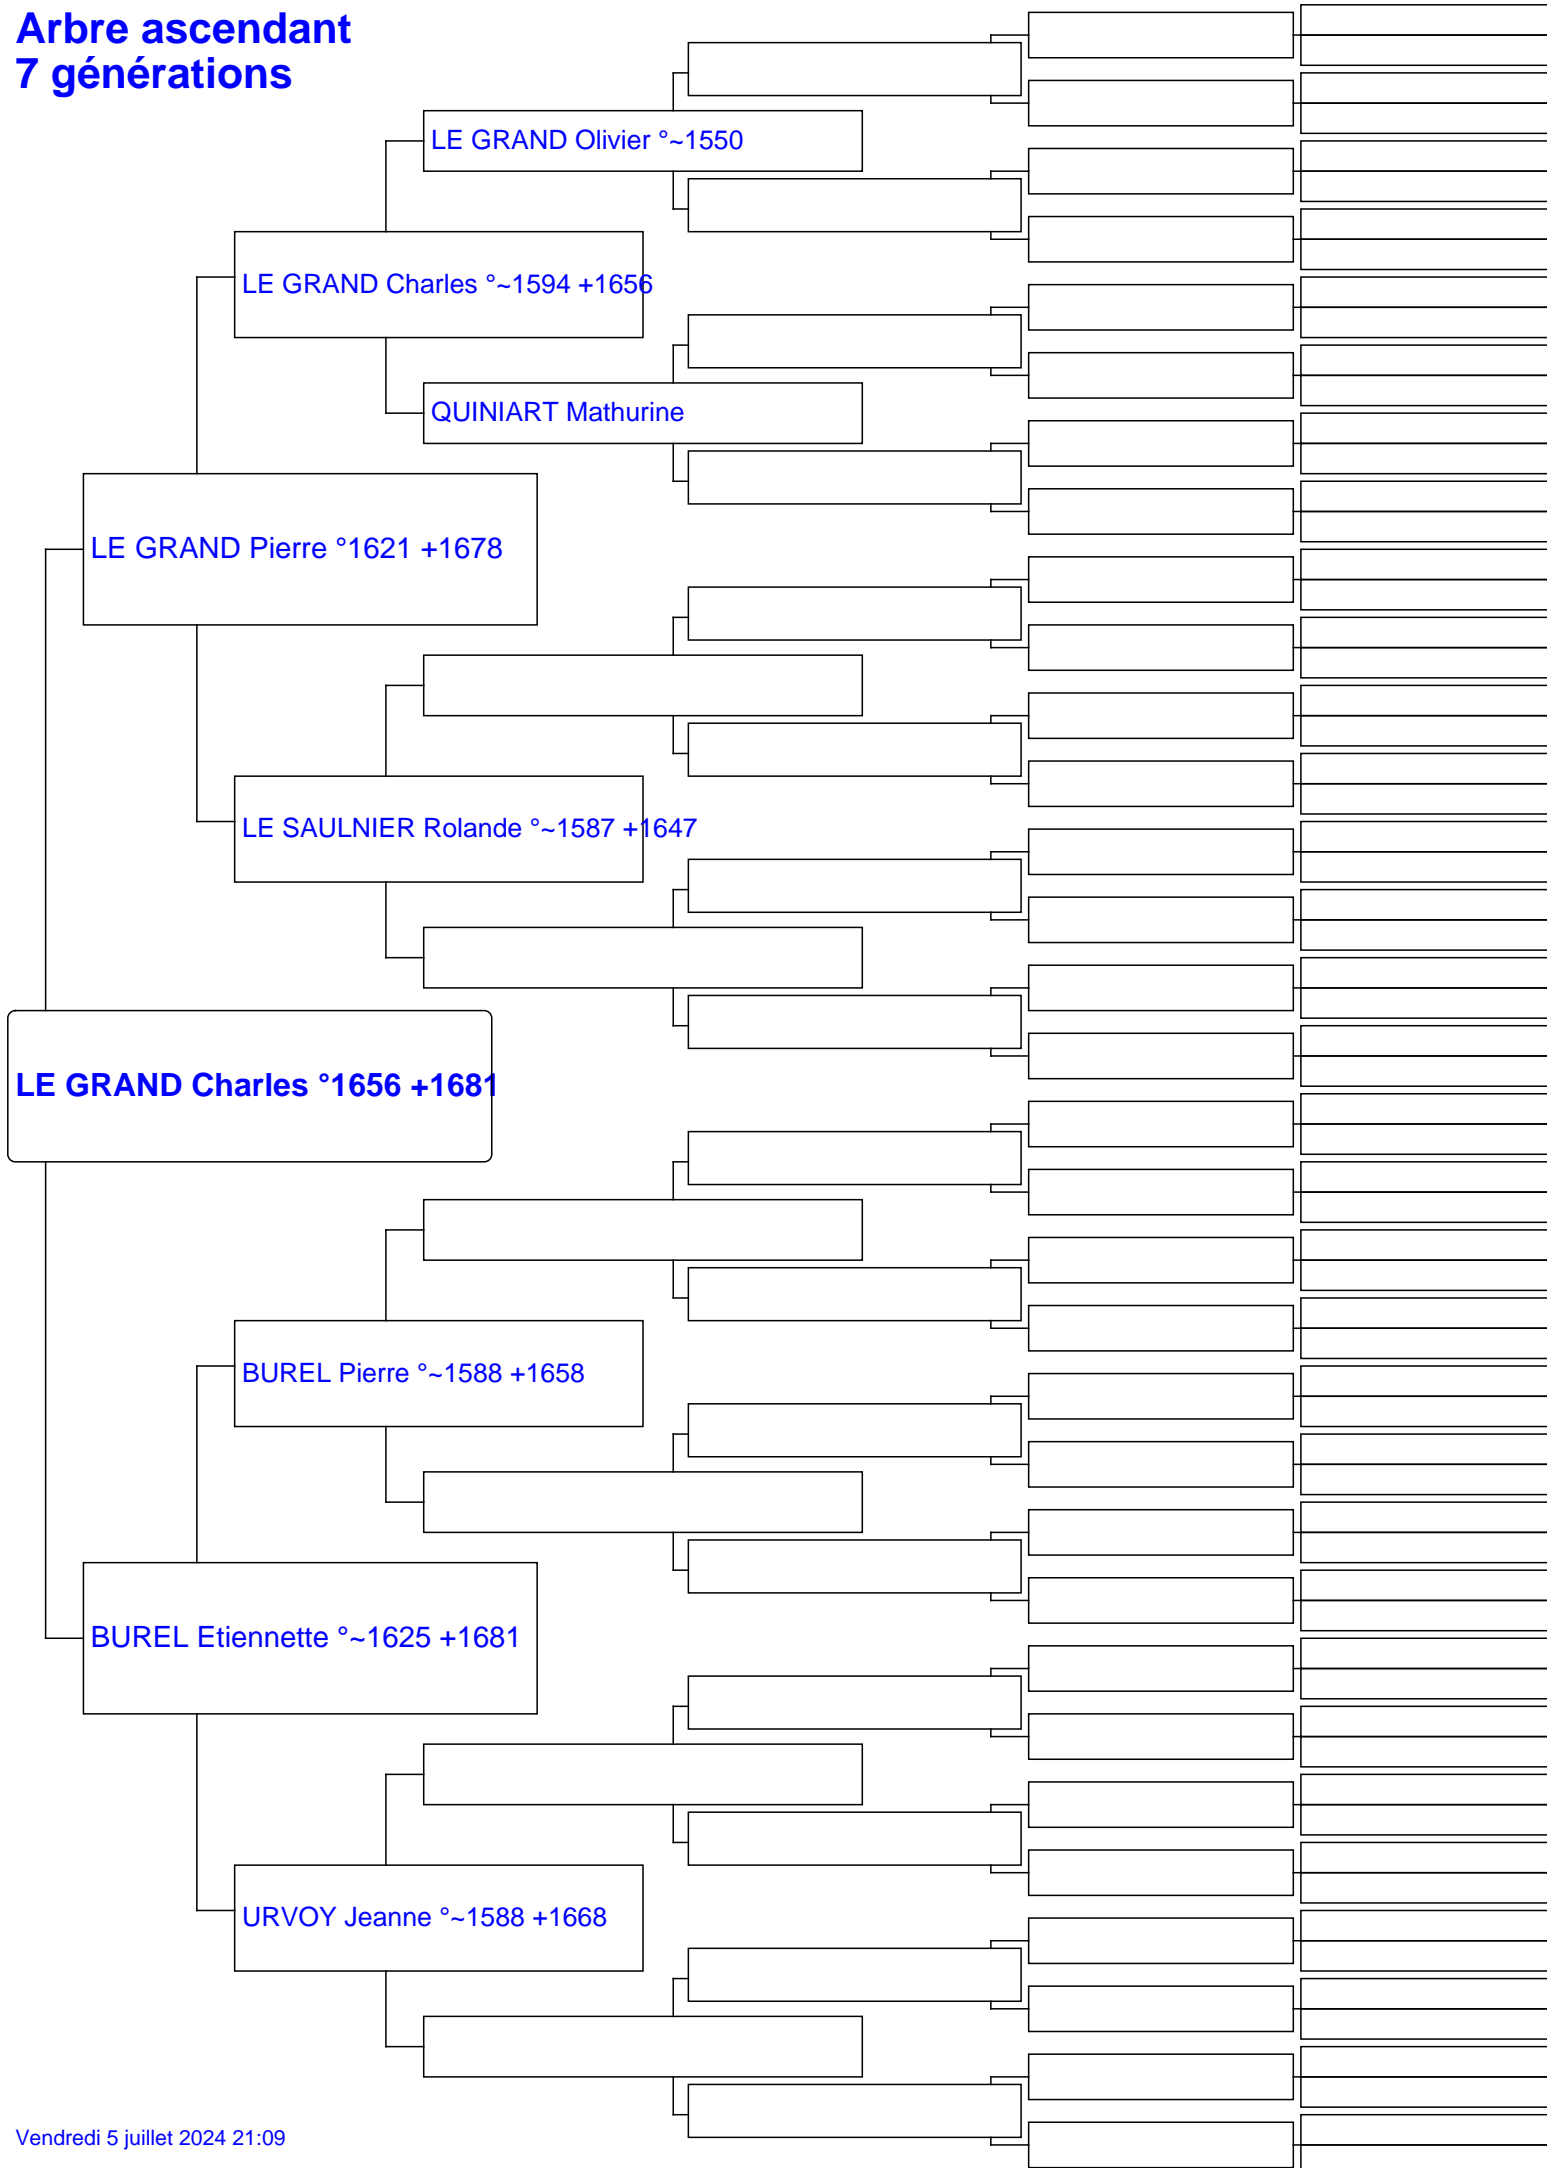 Arbre ascendant
7 générations
LE GRAND Olivier °~1550
LE GRAND Charles °~1594 +1656
QUINIART Mathurine
LE GRAND Pierre °1621 +1678
LE SAULNIER Rolande °~1587 +1647
LE GRAND Charles °1656 +1681
BUREL Pierre °~1588 +1658
BUREL Etiennette °~1625 +1681
URVOY Jeanne °~1588 +1668
Vendredi 5 juillet 2024 21:09